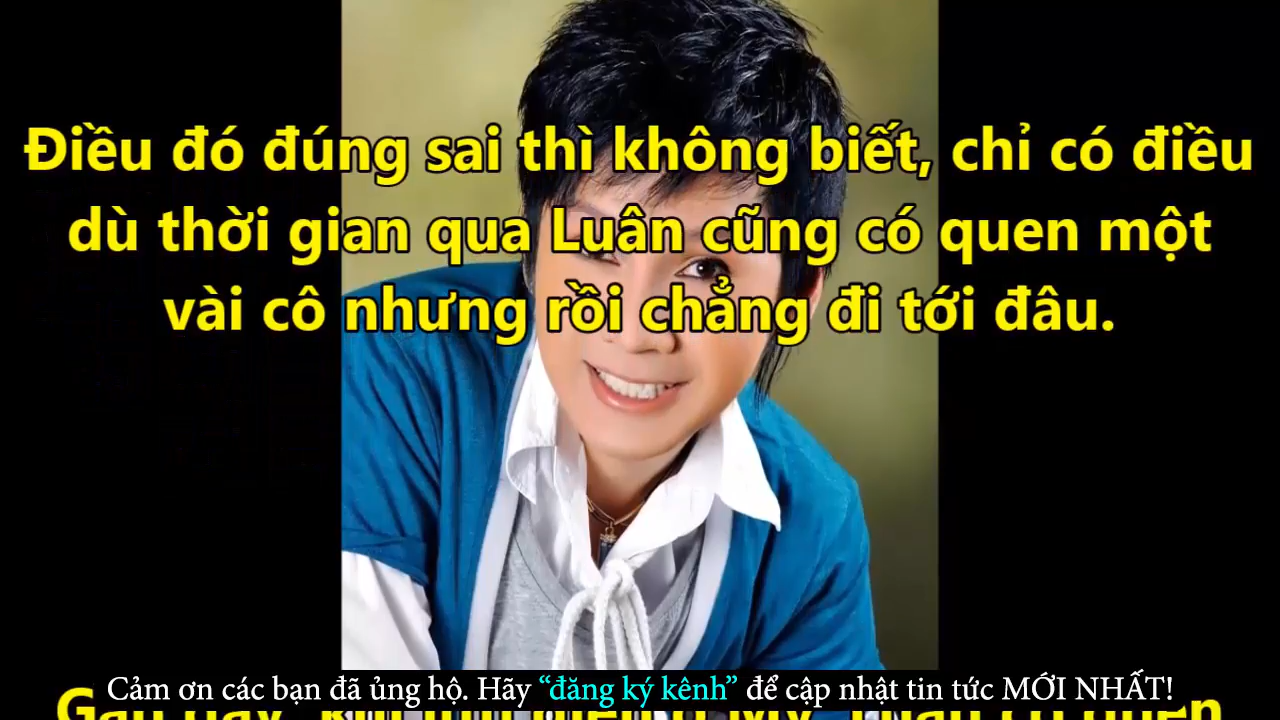 Điều đó đúng sai thì không biết, chỉ có điều
dù thời gian qua Luân cũng có quen một
vài cô nhưng rồi chẳng đi tới đâu.
Cảm ơn các bạn đã ủng hộ. Hãy “đăng ký kênh” để cập nhật tin tức MỚI NHẤT!